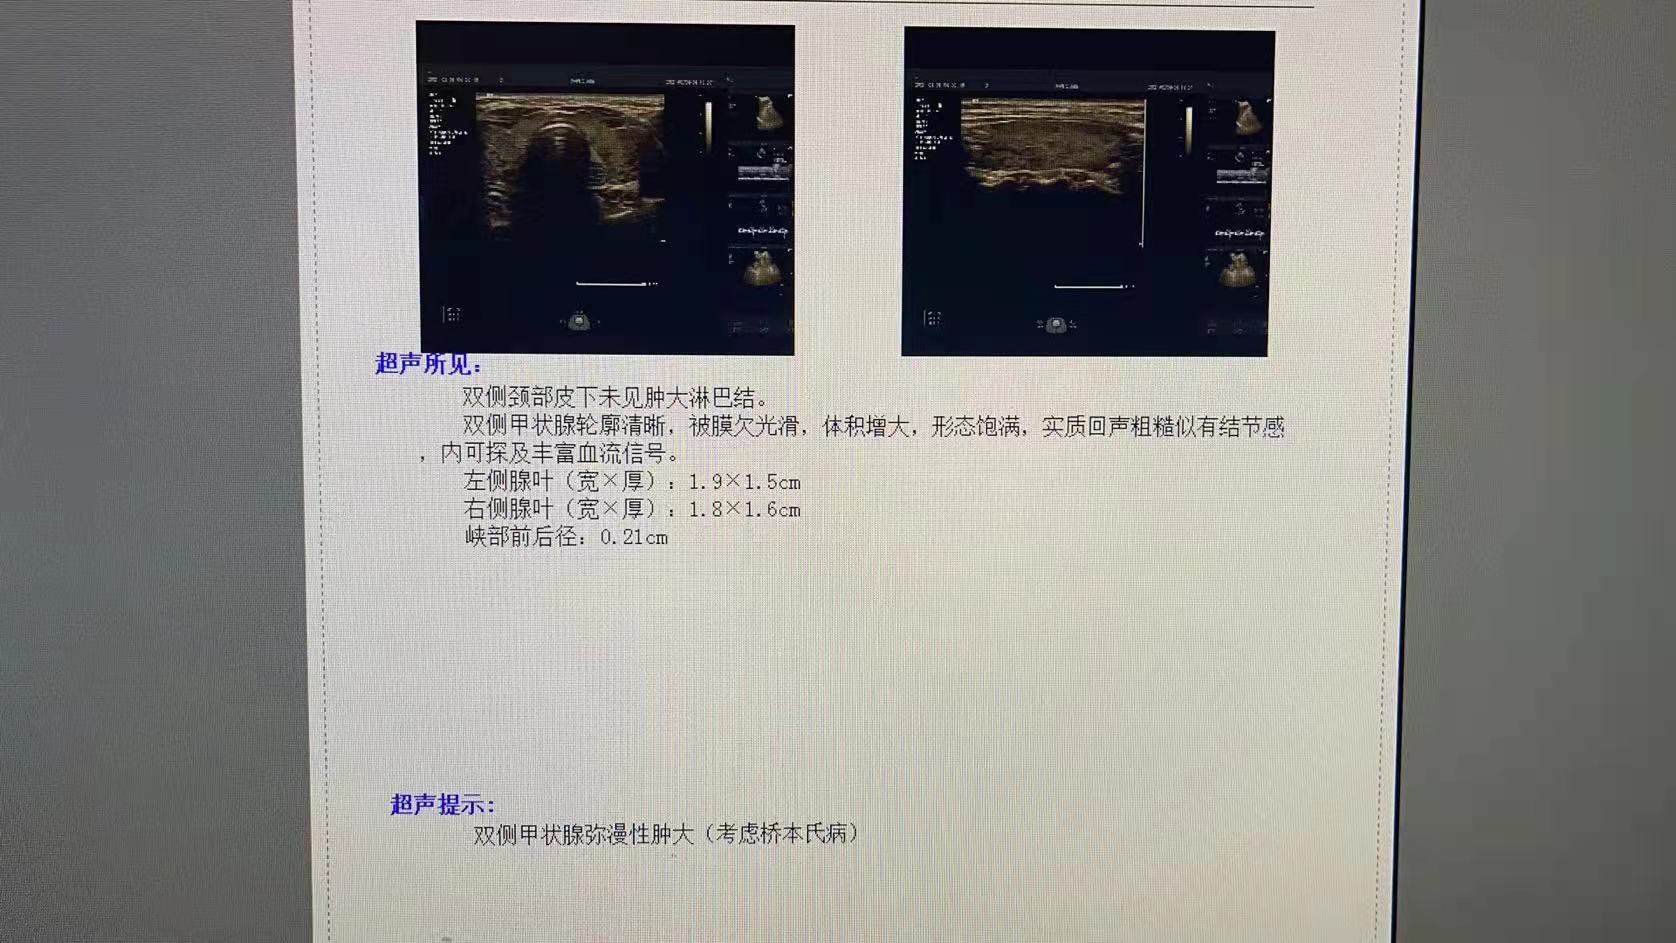 超声所见：
双侧颈部皮下未见肿大淋巴结。
双侧甲状腺轮廓清晰，被膜欠光滑，体积增大，形态饱满，实质回声粗糙似有结节感
，内可探及丰富血流信号。
左侧腺叶（宽×厚）：1.9×1.5cm
右侧腺叶（宽×厚）：1.8×1.6cm
峡部前后径：0.21cm
超声提示：
双侧甲状腺弥漫性肿大（考虑桥本氏病）